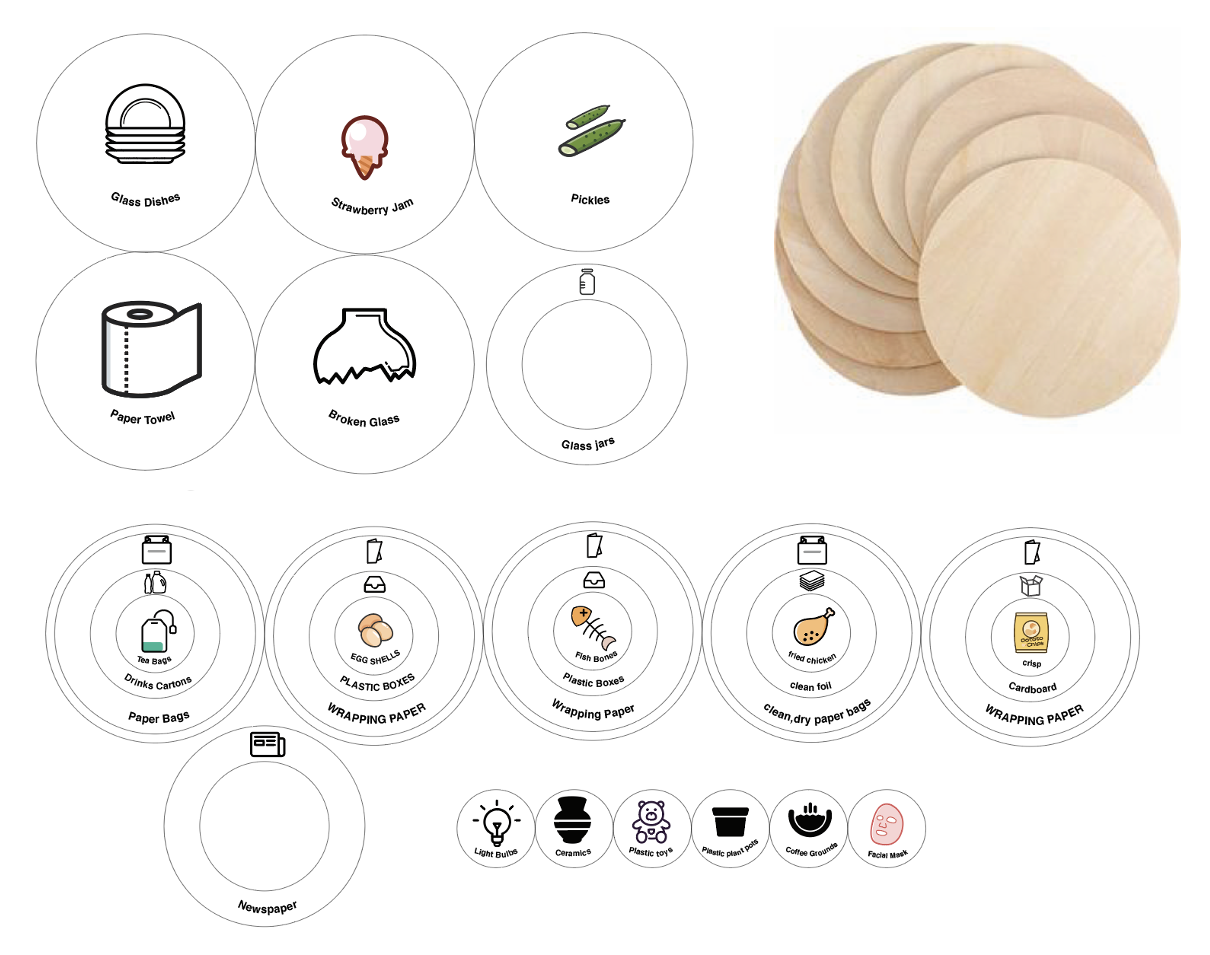 Glass Dishes
Strawberry Jam
Pickles
Paper Towel
Broken Glass
Glass jars
Tea Bags
Drinks Cartons
Paper Bags
EGG SHELLS
PLASTIC BOXES
WRAPPING PAPER
Fish Bones
Plastic Boxes
Wrapping Paper
fried chicken
clean foil
clean,dry paper bags
crisp
Cardboard
WRAPPING PAPER
Newspaper
Light Bulbs
Ceramics
Plastic toys
Plastic plant pots
Coffee Grounds
Facial Mask